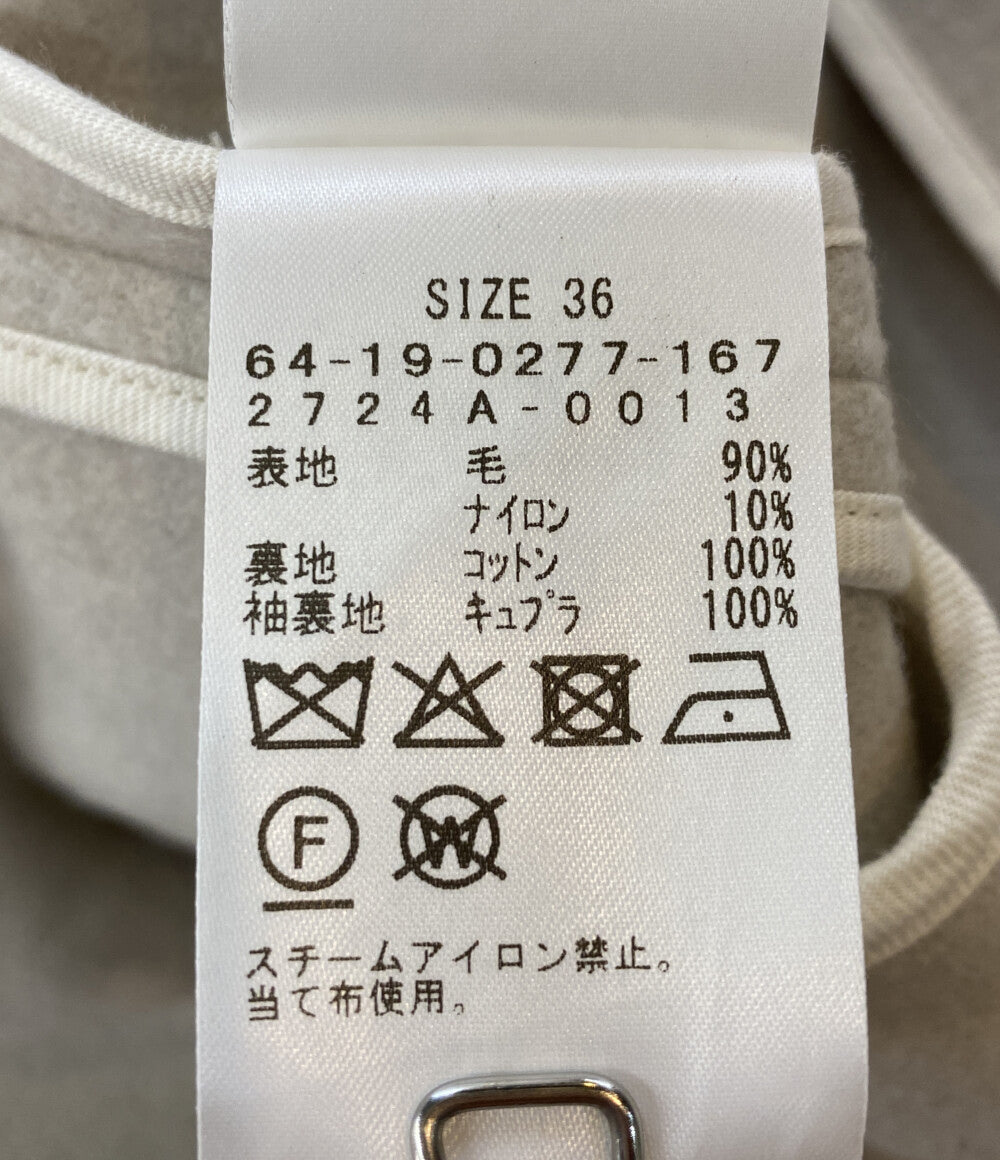 SIZE 36
64-19-0277-167
2724A-0013
表地 毛 90%
ナイロン 10%
裏地 コットン 100%
袖裏地 キュプラ 100%
F W
スチームアイロン禁止。
当て布使用。